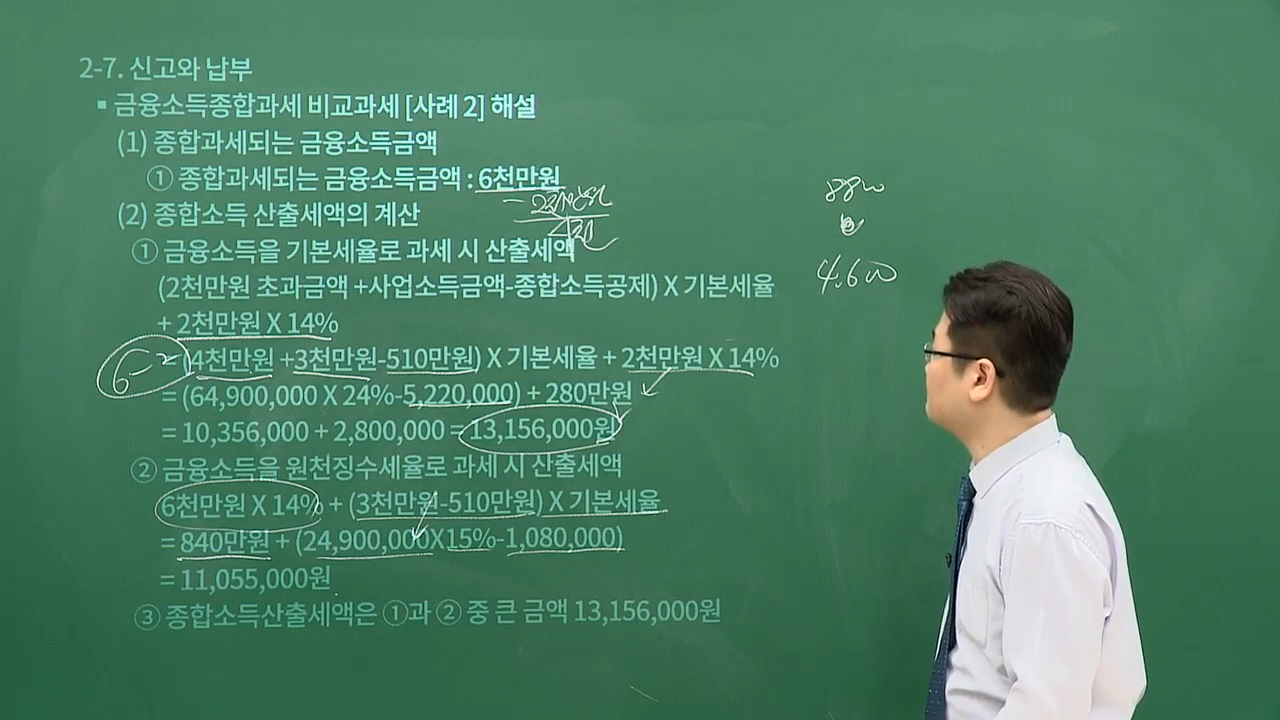 2-7. 신고와 납부
▪ 금융소득종합과세 비교과세 [사례 2] 해설
(1) 종합과세되는 금융소득금액
① 종합과세되는 금융소득금액 : 6천만원
(2) 종합소득 산출세액의 계산
① 금융소득을 기본세율로 과세 시 산출세액
(2천만원 초과금액 +사업소득금액-종합소득공제) X 기본세율
+ 2천만원 X 14%
= (4천만원 +3천만원-510만원) X 기본세율 + 2천만원 X 14%
6-2
= (64,900,000 X 24%-5,220,000) + 280만원
= 10,356,000 + 2,800,000 = 13,156,000원
② 금융소득을 원천징수세율로 과세 시 산출세액
6천만원 X 14% + (3천만원-510만원) X 기본세율
= 840만원 + (24,900,000X15%-1,080,000)
= 11,055,000원
③ 종합소득산출세액은 ①과 ② 중 큰 금액 13,156,000원
8800
4.600